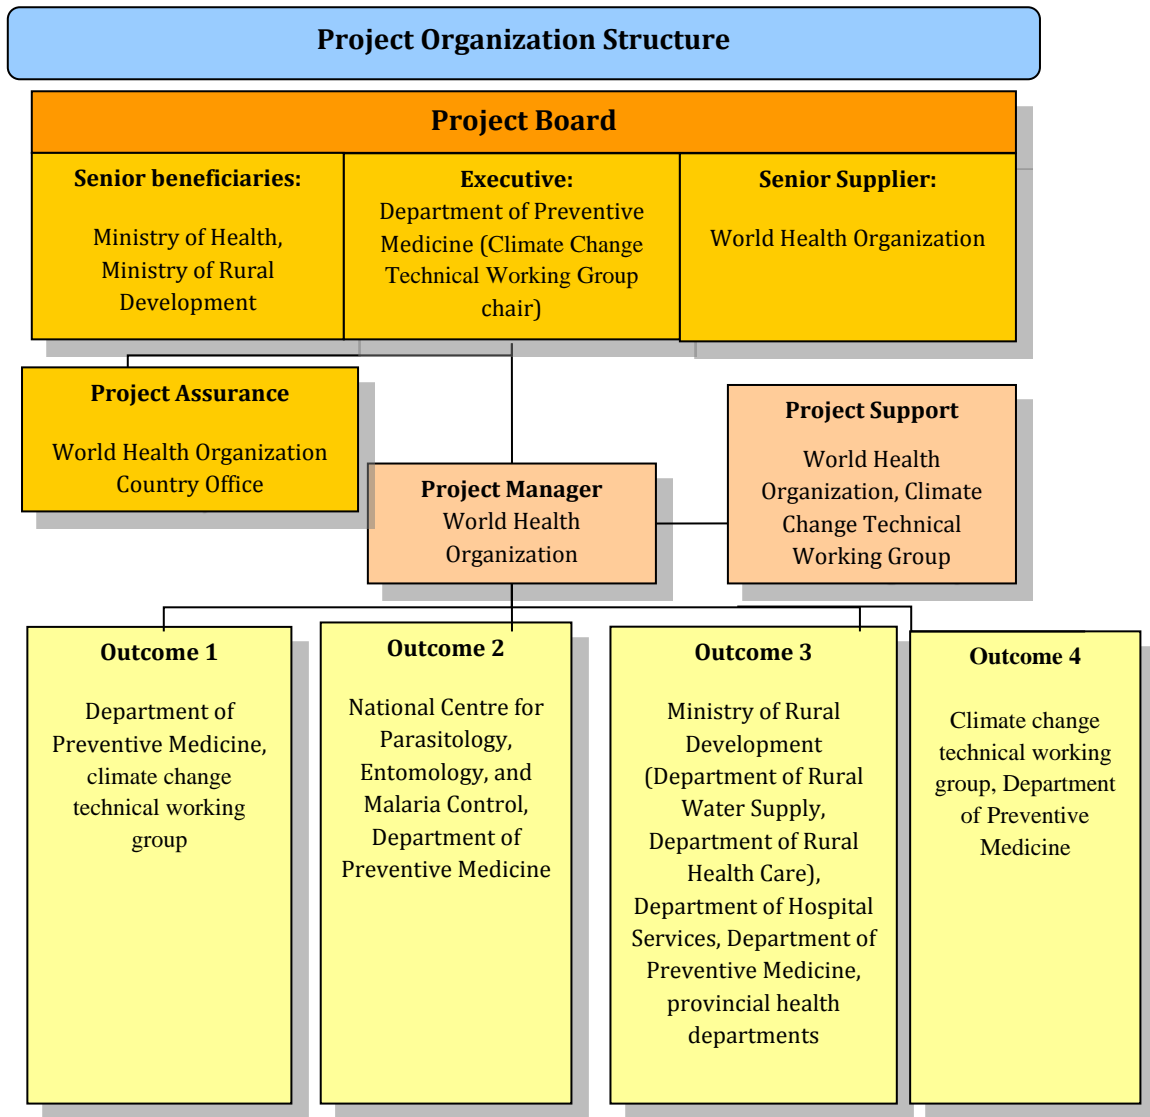 Project Organization Structure
Project Board
Senior beneficiaries:
Ministry of Health,
Ministry of Rural
Development
Executive:
Department of Preventive
Medicine (Climate Change
Technical Working Group
chair)
Senior Supplier:
World Health Organization
Project Assurance
World Health Organization
Country Office
Project Manager
World Health
Organization
Project Support
World Health
Organization, Climate
Change Technical
Working Group
Outcome 1
Department of
Preventive Medicine,
climate change
technical working
group
Outcome 2
National Centre for
Parasitology,
Entomology, and
Malaria Control,
Department of
Preventive Medicine
Outcome 3
Ministry of Rural
Development
(Department of Rural
Water Supply,
Department of Rural
Health Care),
Department of Hospital
Services, Department of
Preventive Medicine,
provincial health
departments
Outcome 4
Climate change
technical working
group, Department
of Preventive
Medicine